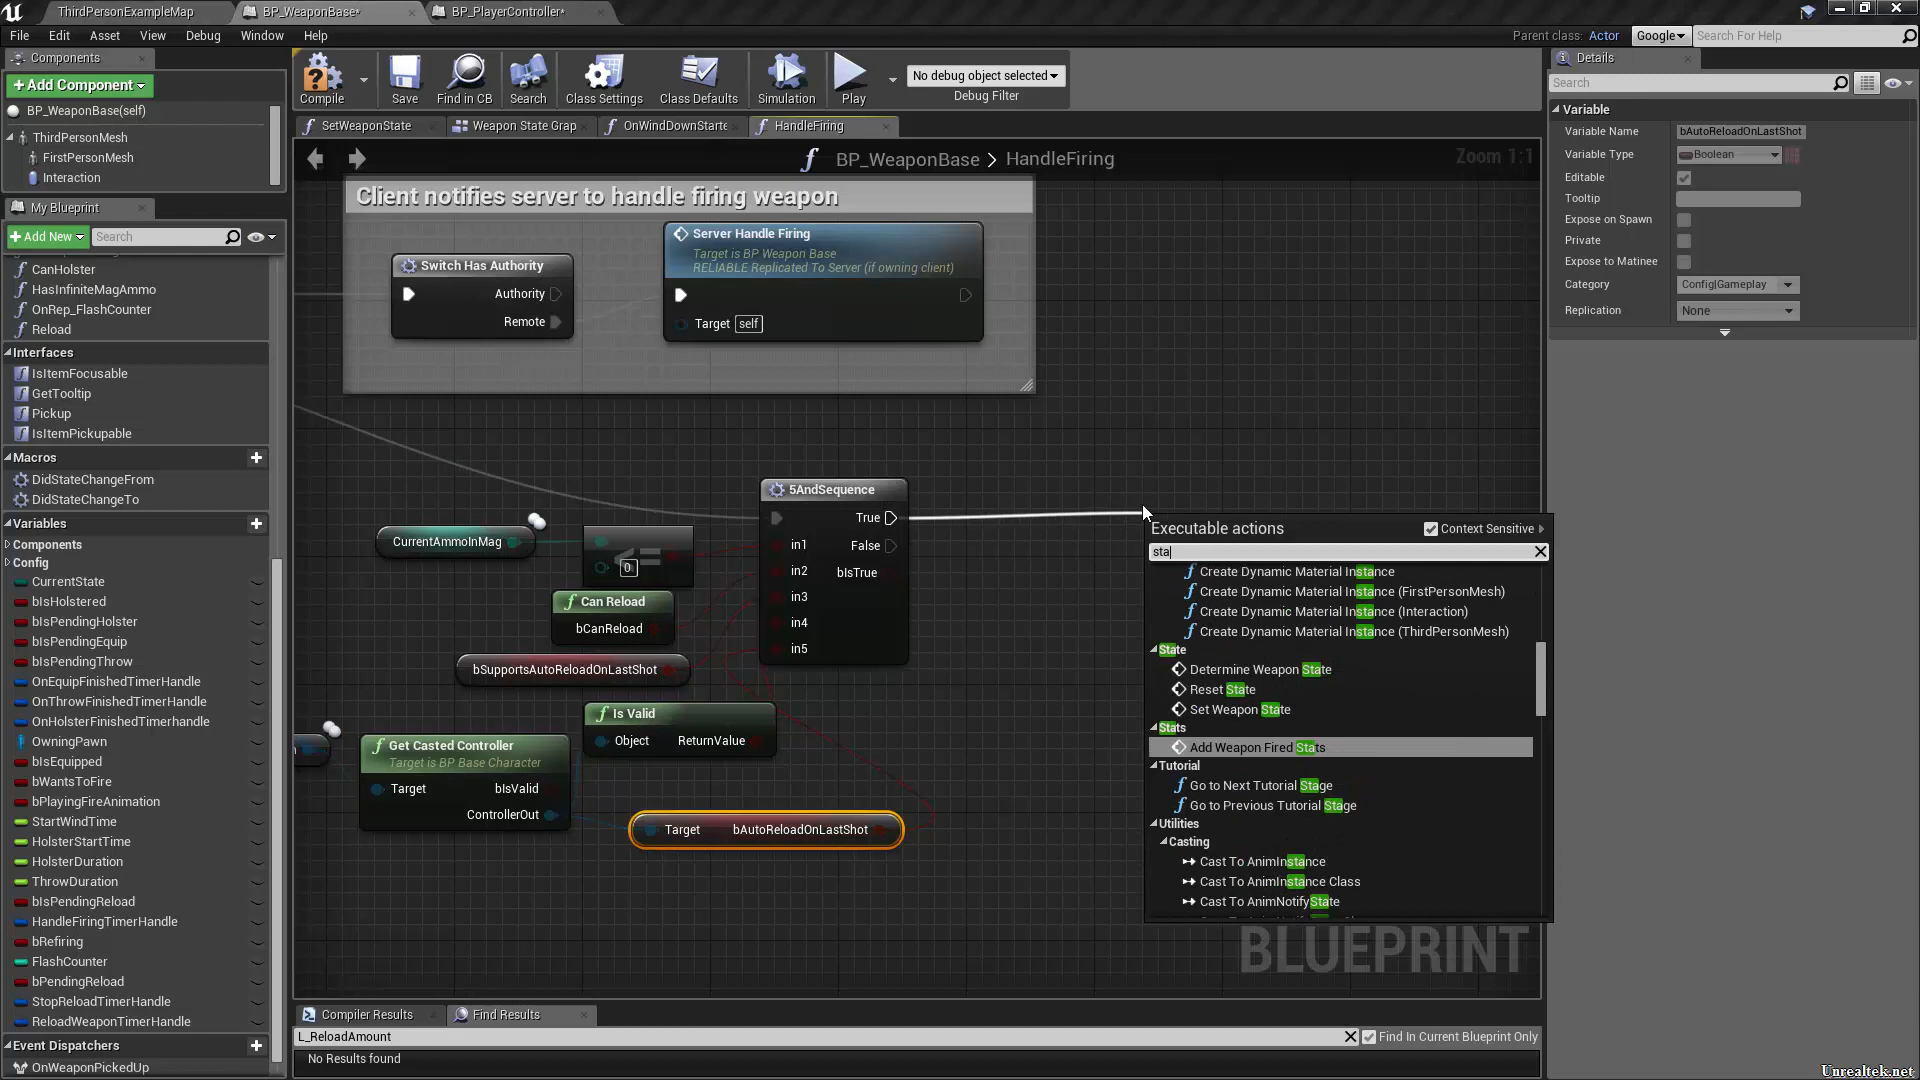 ThirdPersonExampleMap
BP_WeaponBase*
BP_PlayerController*
File
Edit
Asset
View
Debug
Window
Help
Parent class: Actor
Google
Search For Help
Components
+ Add Component
BP_WeaponBase(self)
ThirdPersonMesh
FirstPersonMesh
Interaction
Compile
Save
Find in CB
Search
Class Settings
Class Defaults
Simulation
Play
No debug object selected
Debug Filter
SetWeaponState
Weapon State Grap
OnWindDownStarte
HandleFiring
BP_WeaponBase > HandleFiring
Zoom 1:1
My Blueprint
+ Add New
Search
CanHolster
HasInfiniteMagAmmo
OnRep_FlashCounter
Reload
Interfaces
IsItemFocusable
GetTooltip
Pickup
IsItemPickupable
Macros
DidStateChangeFrom
DidStateChangeTo
Variables
Components
Config
CurrentState
bIsHolstered
bIsPendingHolster
bIsPendingEquip
bIsPendingThrow
OnEquipFinishedTimerHandle
OnThrowFinishedTimerHandle
OnHolsterFinishedTimerhandle
OwningPawn
bIsEquipped
bWantsToFire
bPlayingFireAnimation
StartWindTime
HolsterStartTime
HolsterDuration
ThrowDuration
bIsPendingReload
HandleFiringTimerHandle
bRefiring
FlashCounter
bPendingReload
StopReloadTimerHandle
ReloadWeaponTimerHandle
Event Dispatchers
OnWeaponPickedUp
Client notifies server to handle firing weapon
Switch Has Authority
Authority
Remote
Server Handle Firing
Target is BP Weapon Base
RELIABLE Replicated To Server (if owning client)
Target self
5AndSequence
True
False
bIsTrue
in1
in2
in3
in4
in5
CurrentAmmoInMag
<=
0
Can Reload
bCanReload
bSupportsAutoReloadOnLastShot
Is Valid
Object
ReturnValue
Get Casted Controller
Target is BP Base Character
Target
bIsValid
ControllerOut
Target
bAutoReloadOnLastShot
Executable actions
Context Sensitive
sta
Create Dynamic Material Instance
Create Dynamic Material Instance (FirstPersonMesh)
Create Dynamic Material Instance (Interaction)
Create Dynamic Material Instance (ThirdPersonMesh)
State
Determine Weapon State
Reset State
Set Weapon State
Stats
Add Weapon Fired Stats
Tutorial
Go to Next Tutorial Stage
Go to Previous Tutorial Stage
Utilities
Casting
Cast To AnimInstance
Cast To AnimInstance Class
Cast To AnimNotifyState
BLUEPRINT
Compiler Results
Find Results
L_ReloadAmount
Find In Current Blueprint Only
No Results found
Details
Search
Variable
Variable Name
bAutoReloadOnLastShot
Variable Type
Boolean
Editable
Tooltip
Expose on Spawn
Private
Expose to Matinee
Category
Config|Gameplay
Replication
None
Unrealtek.net